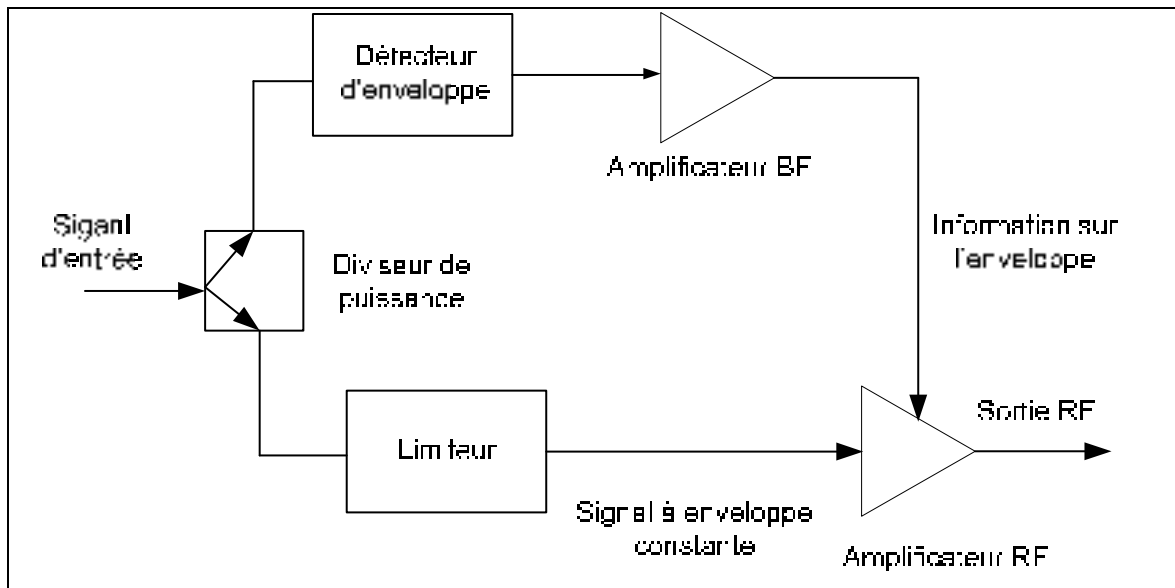 Détecteur
d'enveloppe
Amplificateur BF
Siganl
d'entrée
Diviseur de
puissance
Information sur
l'envelcope
Limiteur
Sortie RF
Signal à enveloppe
constante
Amplificateur RF